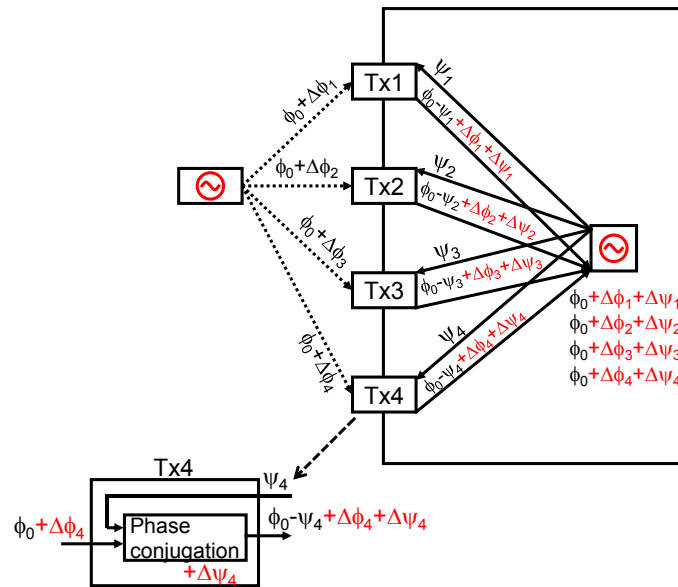 Tx1
Tx2
Tx3
Tx4
ϕ₀+Δϕ₁
ϕ₀+Δϕ₂
ϕ₀+Δϕ₃
ϕ₀+Δϕ₄
ψ₁
ϕ₀-ψ₁+Δϕ₁+Δψ₁
ψ₂
ϕ₀-ψ₂+Δϕ₂+Δψ₂
ψ₃
ϕ₀-ψ₃+Δϕ₃+Δψ₃
ψ₄
ϕ₀-ψ₄+Δϕ₄+Δψ₄
ϕ₀+Δϕ₁+Δψ₁
ϕ₀+Δϕ₂+Δψ₂
ϕ₀+Δϕ₃+Δψ₃
ϕ₀+Δϕ₄+Δψ₄
Tx4
ψ₄
ϕ₀+Δϕ₄
Phase
conjugation
+Δψ₄
ϕ₀-ψ₄+Δϕ₄+Δψ₄